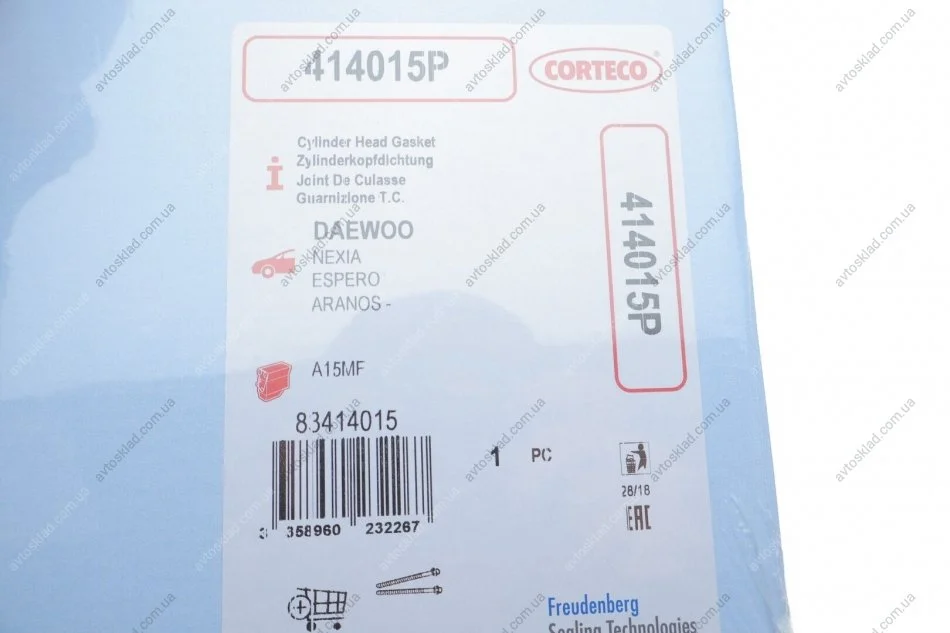 414015P
CORTECO
Cylinder Head Gasket
Zylinderkopfdichtung
Joint De Culasse
Guarnizione T.C.
DAEWOO
NEXIA
ESPERO
ARANOS -
414015P
A15MF
83414015
1 PC
3 358960 232267
28/18
EAC
Freudenberg
Sealing Technologies
avtosklad.com.ua